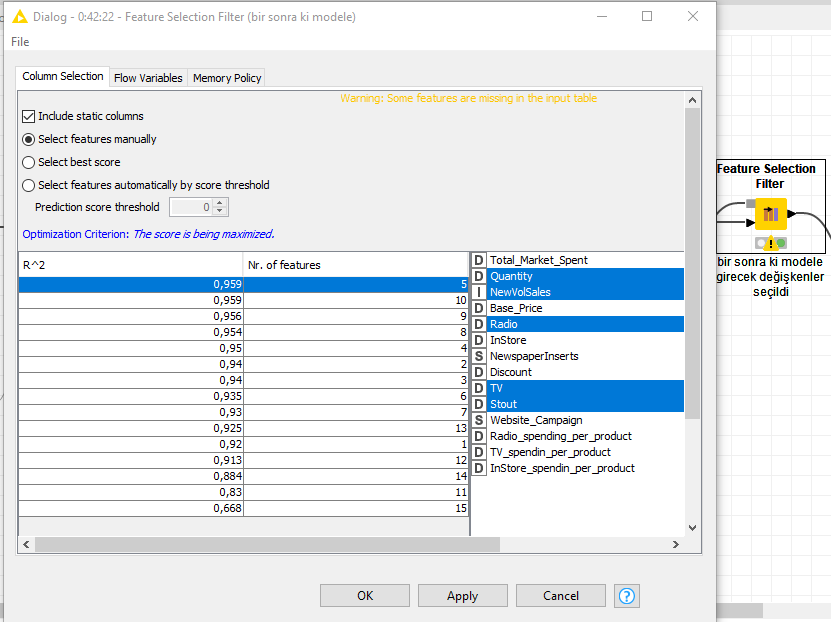 Dialog - 0:42:22 - Feature Selection Filter (bir sonra ki modele)
File
Column Selection
Flow Variables
Memory Policy
Warning: Some features are missing in the input table
Include static columns
Select features manually
Select best score
Select features automatically by score threshold
Prediction score threshold
0
Optimization Criterion: The score is being maximized.
R^2 Nr. of features
0,959 5
0,959 10
0,956 9
0,954 8
0,95 4
0,94 2
0,94 3
0,935 6
0,93 7
0,925 13
0,92 1
0,913 12
0,884 14
0,83 11
0,668 15
D Total_Market_Spent
D Quantity
I NewVolSales
D Base_Price
D Radio
D InStore
S NewspaperInserts
D Discount
D TV
D Stout
S Website_Campaign
D Radio_spending_per_product
D TV_spendin_per_product
D InStore_spendin_per_product
OK
Apply
Cancel
?
Feature Selection
Filter
bir sonra ki modele
girecek değişkenler
seçildi